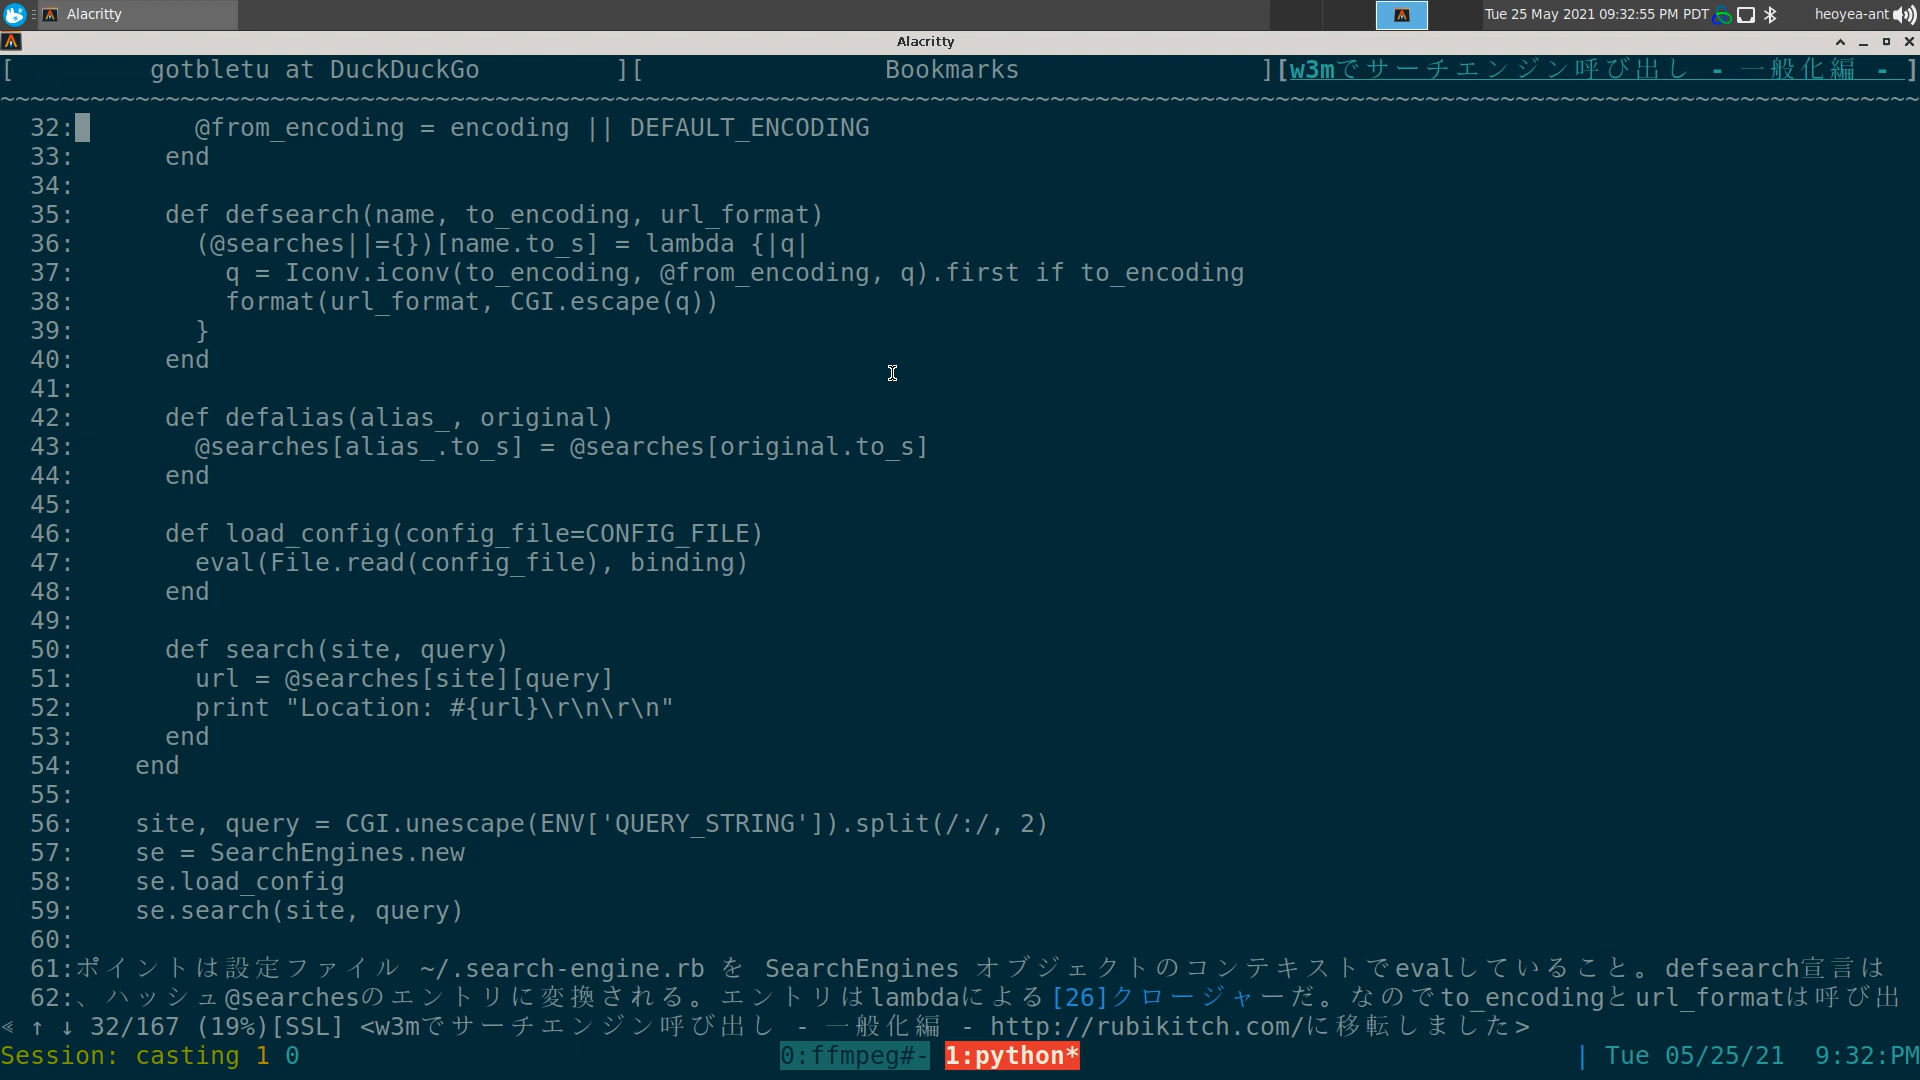 Alacritty
Tue 25 May 2021 09:32:55 PM PDT
heoyea-ant
Alacritty
[ gotbletu at DuckDuckGo ][ Bookmarks ][w3mでサーチエンジン呼び出し - 一般化編 - ]
~~~~~~~~~~~~~~~~~~~~~~~~~~~~~~~~~~~~~~~~~~~~~~~~~~~~~~~~~~~~~~~~~~~~~~~~~~~~~~~~~~~~~~~~~~~~~~~~~~~~~~~~~~~~~~~~~~~~~~~~~~~~~~~~
32:        @from_encoding = encoding || DEFAULT_ENCODING
33:      end
34:
35:      def defsearch(name, to_encoding, url_format)
36:        (@searches||={})[name.to_s] = lambda {|q|
37:          q = Iconv.iconv(to_encoding, @from_encoding, q).first if to_encoding
38:          format(url_format, CGI.escape(q))
39:        }
40:      end
41:
42:      def defalias(alias_, original)
43:        @searches[alias_.to_s] = @searches[original.to_s]
44:      end
45:
46:      def load_config(config_file=CONFIG_FILE)
47:        eval(File.read(config_file), binding)
48:      end
49:
50:      def search(site, query)
51:        url = @searches[site][query]
52:        print "Location: #{url}\r\n\r\n"
53:      end
54:    end
55:
56:    site, query = CGI.unescape(ENV['QUERY_STRING']).split(/:/, 2)
57:    se = SearchEngines.new
58:    se.load_config
59:    se.search(site, query)
60:
61:ポイントは設定ファイル ~/.search-engine.rb を SearchEngines オブジェクトのコンテキストでevalしていること。defsearch宣言は
62:、ハッシュ@searchesのエントリに変換される。エントリはlambdaによる[26]クロージャーだ。なのでto_encodingとurl_formatは呼び出
≪ ↑ ↓ 32/167 (19%)[SSL] <w3mでサーチエンジン呼び出し - 一般化編 - http://rubikitch.com/に移転しました>
Session: casting 1 0 0:ffmpeg#- 1:python* | Tue 05/25/21 9:32:PM